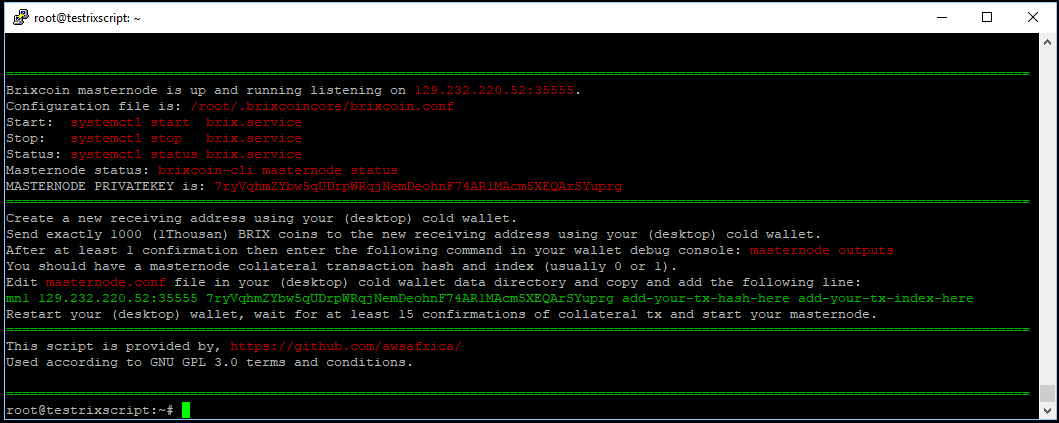 root@testrixscript: ~
================================================================================================================================
Brixcoin masternode is up and running listening on 129.232.220.52:35555.
Configuration file is: /root/.brixcoincore/brixcoin.conf
Start:  systemctl start  brix.service
Stop:   systemctl stop   brix.service
Status: systemctl status brix.service
Masternode status: brixcoin-cli masternode status
MASTERNODE PRIVATEKEY is: 7ryVqhmZYbw5qUDrpWRqjNemDeohnF74AR1MAcm5XEQArSYuprg
================================================================================================================================
Create a new receiving address using your (desktop) cold wallet.
Send exactly 1000 (1Thousan) BRIX coins to the new receiving address using your (desktop) cold wallet.
After at least 1 confirmation then enter the following command in your wallet debug console: masternode outputs
You should have a masternode collateral transaction hash and index (usually 0 or 1).
Edit masternode.conf file in your (desktop) cold wallet data directory and copy and add the following line:
mn1 129.232.220.52:35555 7ryVqhmZYbw5qUDrpWRqjNemDeohnF74AR1MAcm5XEQArSYuprg add-your-tx-hash-here add-your-tx-index-here
Restart your (desktop) wallet, wait for at least 15 confirmations of collateral tx and start your masternode.
================================================================================================================================
This script is provided by, https://github.com/awsafrica/
Used according to GNU GPL 3.0 terms and conditions.
================================================================================================================================
root@testrixscript:~#